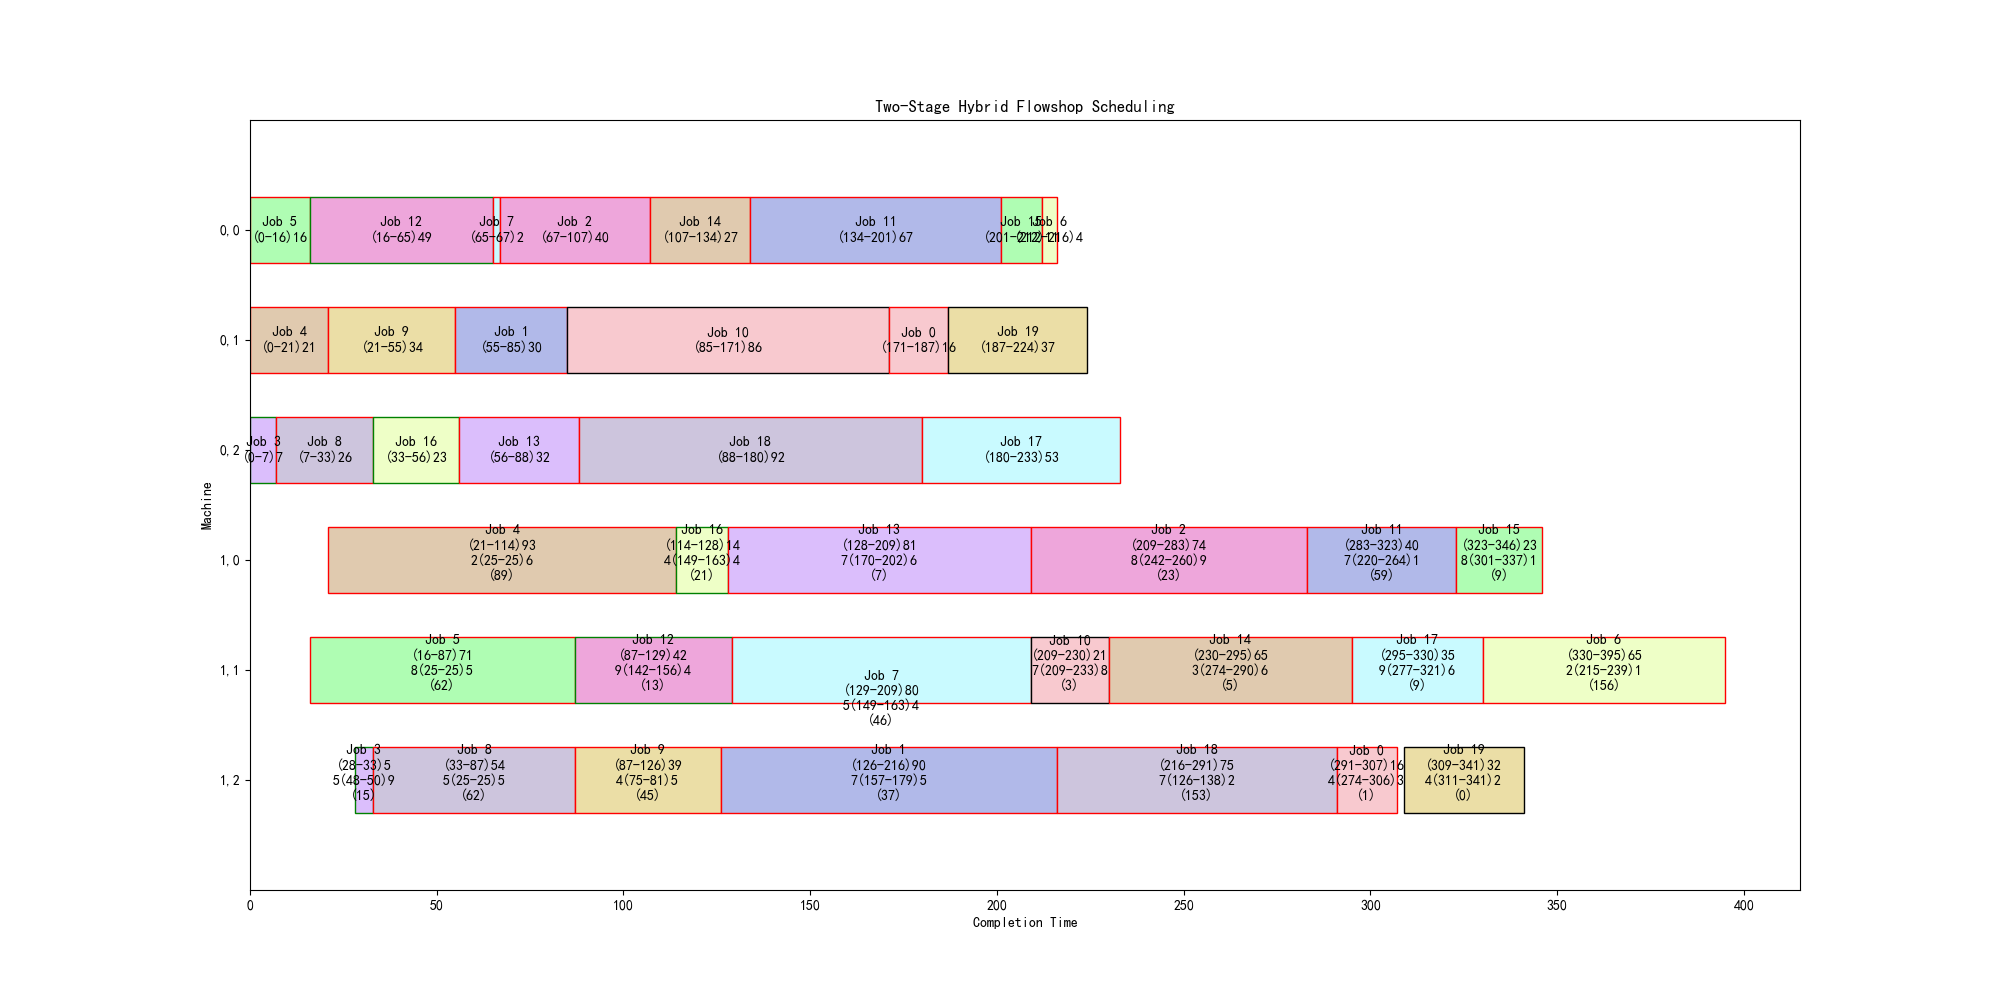 Two-Stage Hybrid Flowshop Scheduling
Machine
0,0
Job 5
(0-16)16
Job 12
(16-65)49
Job 7
(65-67)2
Job 2
(67-107)40
Job 14
(107-134)27
Job 11
(134-201)67
Job 15
(201-212)11
Job 6
(212-216)4
0,1
Job 4
(0-21)21
Job 9
(21-55)34
Job 1
(55-85)30
Job 10
(85-171)86
Job 0
(171-187)16
Job 19
(187-224)37
0,2
Job 3
(0-7)7
Job 8
(7-33)26
Job 16
(33-56)23
Job 13
(56-88)32
Job 18
(88-180)92
Job 17
(180-233)53
1,0
Job 4
(21-114)93
2(25-25)6
(89)
Job 16
(114-128)14
4(149-163)4
(21)
Job 13
(128-209)81
7(170-202)6
(7)
Job 2
(209-283)74
8(242-260)9
(23)
Job 11
(283-323)40
7(220-264)1
(59)
Job 15
(323-346)23
8(301-337)1
(9)
1,1
Job 5
(16-87)71
8(25-25)5
(62)
Job 12
(87-129)42
9(142-156)4
(13)
Job 7
(129-209)80
5(149-163)4
(46)
Job 10
(209-230)21
7(209-233)8
(3)
Job 14
(230-295)65
3(274-290)6
(5)
Job 17
(295-330)35
9(277-321)6
(9)
Job 6
(330-395)65
2(215-239)1
(156)
1,2
Job 3
(28-33)5
5(48-50)9
(15)
Job 8
(33-87)54
5(25-25)5
(62)
Job 9
(87-126)39
4(75-81)5
(45)
Job 1
(126-216)90
7(157-179)5
(37)
Job 18
(216-291)75
7(126-138)2
(153)
Job 0
(291-307)16
4(274-306)3
(1)
Job 19
(309-341)32
4(311-341)2
(0)
0 50 100 150 200 250 300 350 400
Completion Time